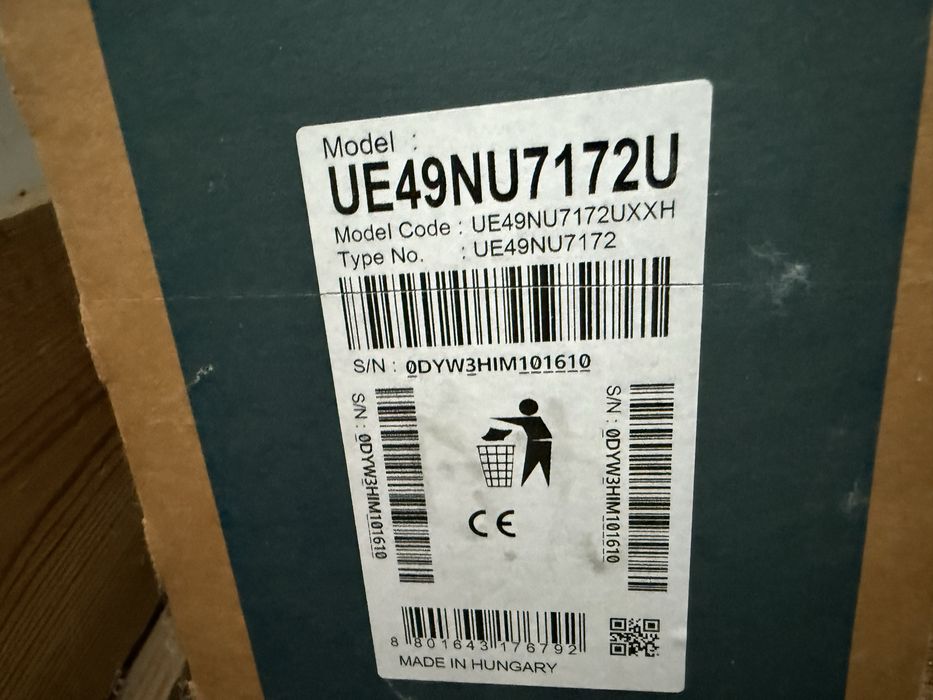 Model :
UE49NU7172U
Model Code : UE49NU7172UXXH
Type No. : UE49NU7172
S/N : 0DYW3HIM101610
S/N : 0DYW3HIM101610
S/N : 0DYW3HIM101610
CE
8 801643 176792
MADE IN HUNGARY